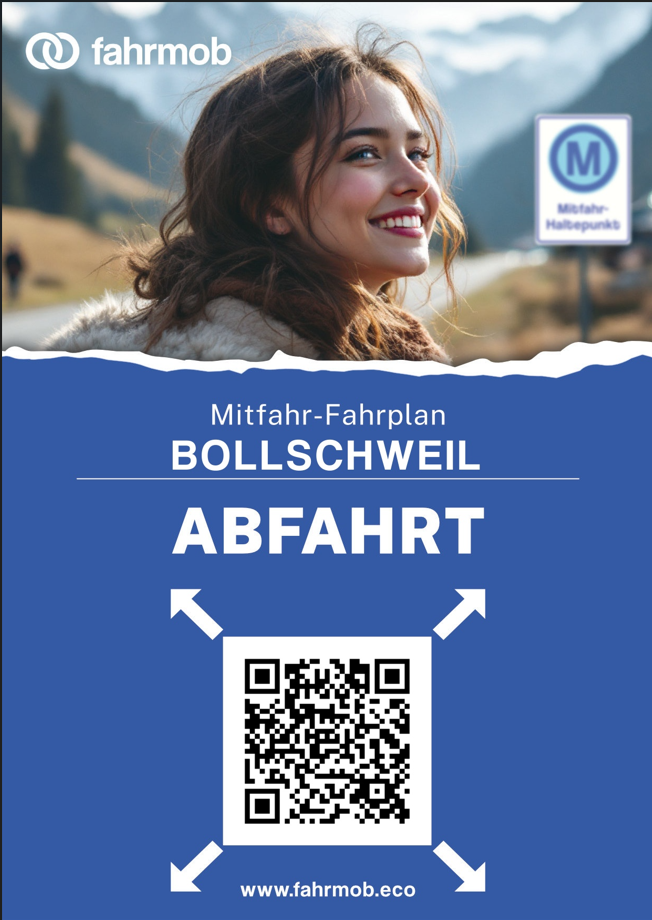 fahrmob
M
Mitfahr-
Haltepunkt
Mitfahr-Fahrplan
BOLLSCHWEIL
ABFAHRT
www.fahrmob.eco